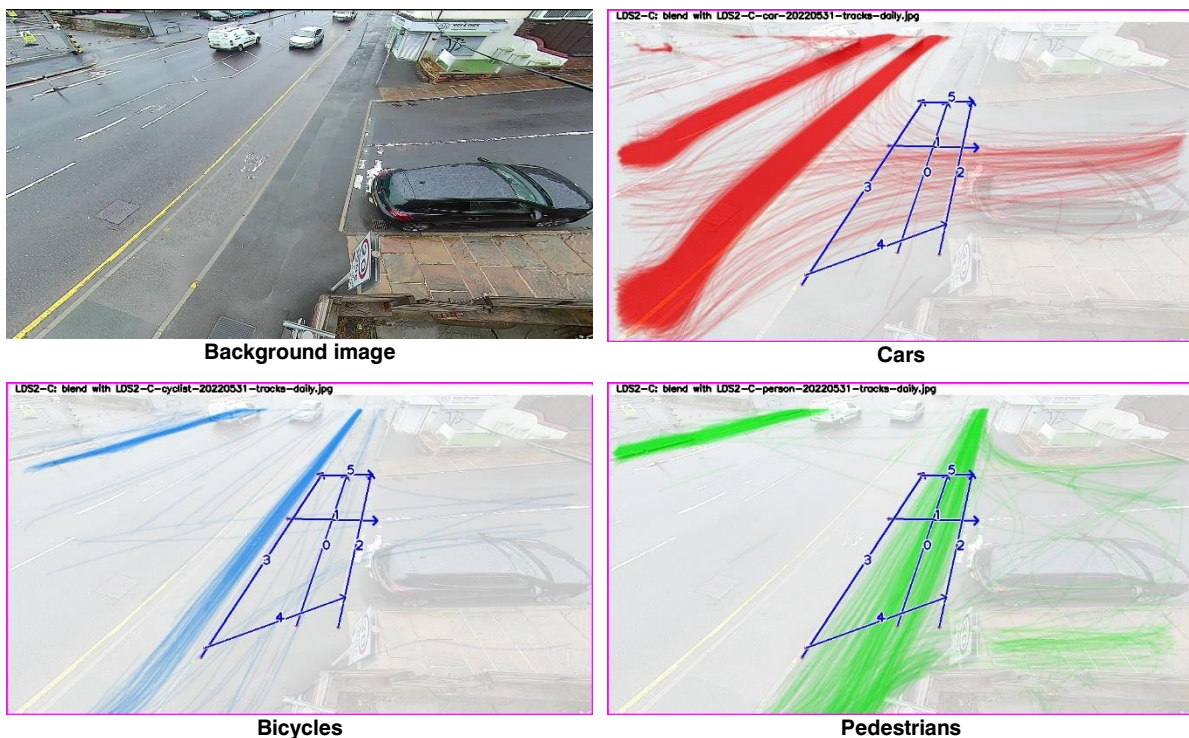 LDS2-C: blend with LDS2-C-car-20220531-tracks-daily.jpg
5
1
0
3
2
4
Background image
Cars
LDS2-C: blend with LDS2-C-cyclist-20220531-tracks-daily.jpg
5
1
0
2
3
4
LDS2-C: blend with LDS2-C-person-20220531-tracks-daily.jpg
5
1
0
2
3
4
Bicycles
Pedestrians